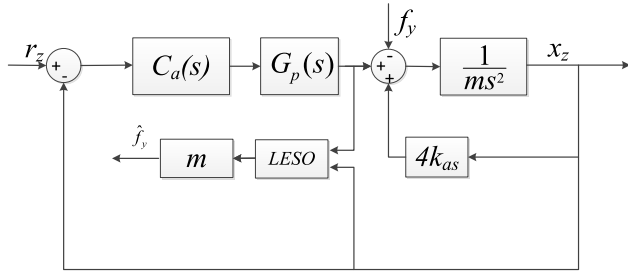 f_y
r_z
+
-
C_a(s)
G_p(s)
+
-
+
1
ms²
x_z
f̂_y
m
LESO
4k_as